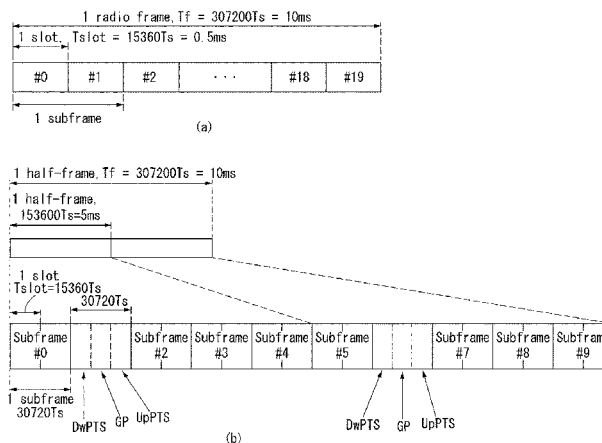 1 radio frame, Tf = 307200Ts = 10ms
1 slot, Tslot = 15360Ts = 0.5ms
#0 #1 #2 ··· #18 #19
1 subframe
(a)
1 half-frame, Tf = 307200Ts = 10ms
1 half-frame,
153600Ts=5ms
1 slot
Tslot=15360Ts
30720Ts
Subframe #0
Subframe #2
Subframe #3
Subframe #4
Subframe #5
Subframe #7
Subframe #8
Subframe #9
1 subframe
30720Ts
DwPTS GP UpPTS
DwPTS GP UpPTS
(b)